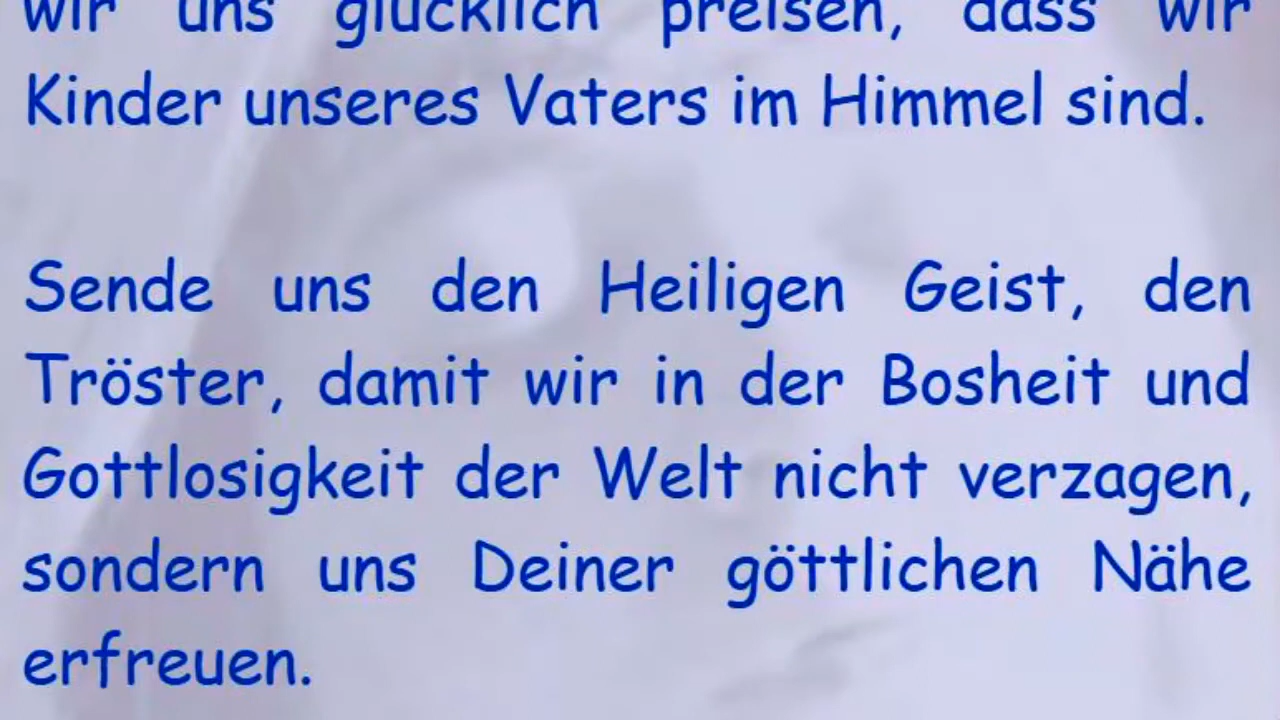 wir uns glücklich preisen, dass wir
Kinder unseres Vaters im Himmel sind.
Sende uns den Heiligen Geist, den
Tröster, damit wir in der Bosheit und
Gottlosigkeit der Welt nicht verzagen,
sondern uns Deiner göttlichen Nähe
erfreuen.